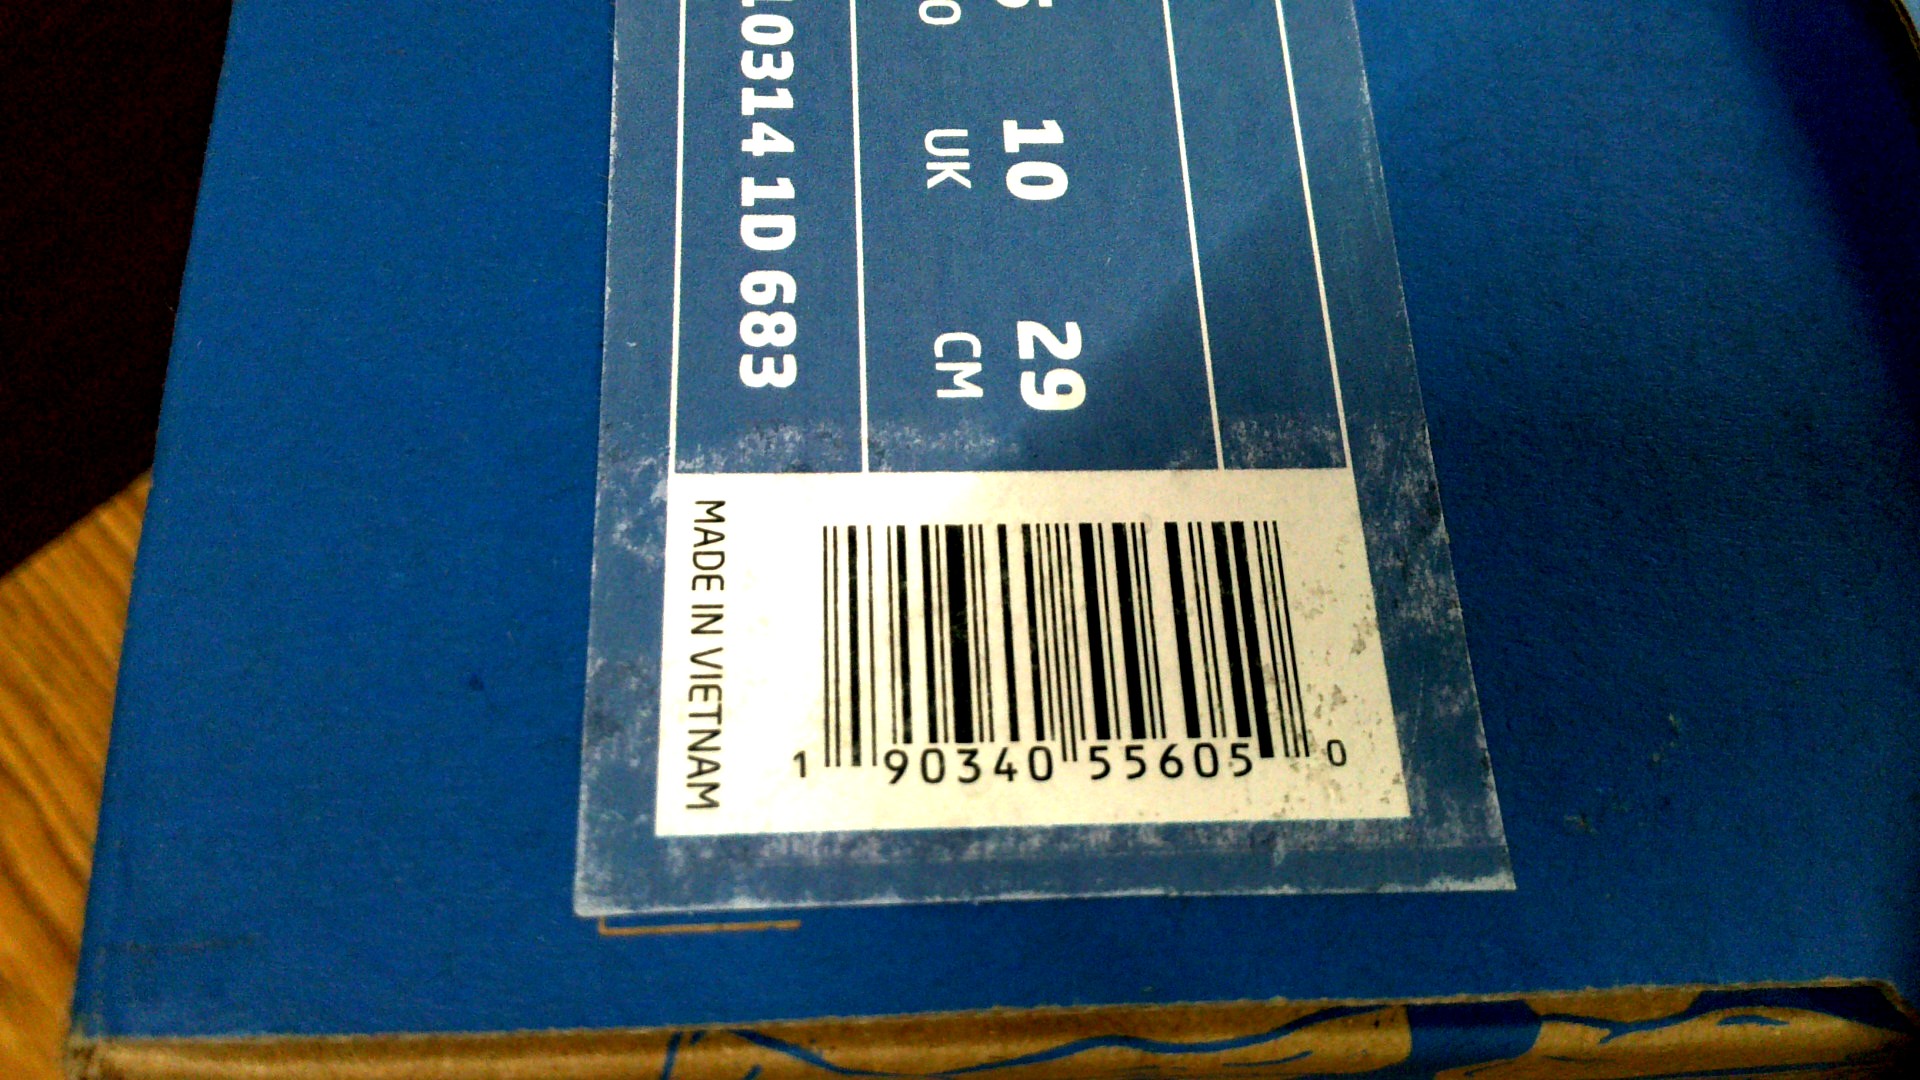 10314 1D 683
10
UK
29
CM
MADE IN VIETNAM
1 90340 55605 0